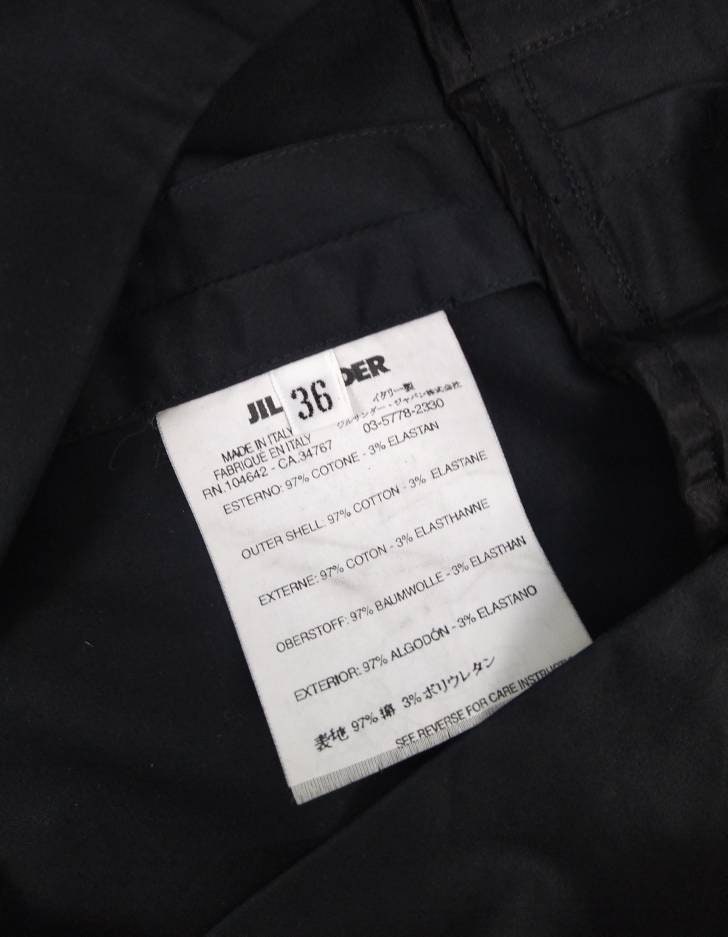 JIL 36 DER
MADE IN ITALY
FABRIQUÉ EN ITALY
RN.104642 - CA.34767
イタリー製
ジルサンダー・ジャパン株式会社
03-5778-2330
ESTERNO: 97% COTONE - 3% ELASTAN
OUTER SHELL: 97% COTTON - 3% ELASTANE
EXTERNE: 97% COTON - 3% ELASTHANNE
OBERSTOFF: 97% BAUMWOLLE - 3% ELASTHAN
EXTERIOR: 97% ALGODÓN - 3% ELASTANO
表地 97% 綿 3% ポリウレタン
SEE REVERSE FOR CARE